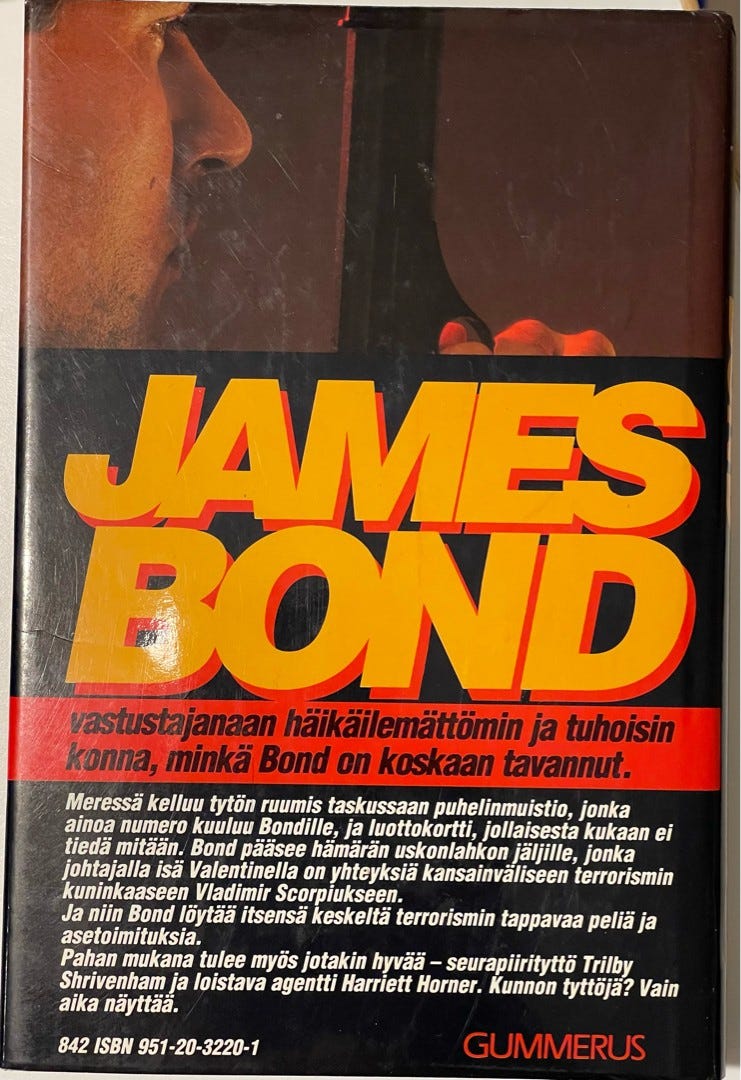 JAMES
BOND
vastustajanaan häikäilemättömin ja tuhoisin
konna, minkä Bond on koskaan tavannut.
Meressä kelluu tytön ruumis taskussaan puhelinmuistio, jonka
ainoa numero kuuluu Bondille, ja luottokortti, jollaisesta kukaan ei
tiedä mitään. Bond pääsee hämärän uskonlahkon jäljille, jonka
johtajalla isä Valentinella on yhteyksiä kansainväliseen terrorismin
kuninkaaseen Vladimir Scorpiukseen.
Ja niin Bond löytää itsensä keskeltä terrorismin tappavaa peliä ja
asetoimituksia.
Pahan mukana tulee myös jotakin hyvää – seurapiirityttö Trilby
Shrivenham ja loistava agentti Harriett Horner. Kunnon tyttöjä? Vain
aika näyttää.
842 ISBN 951-20-3220-1
GUMMERUS